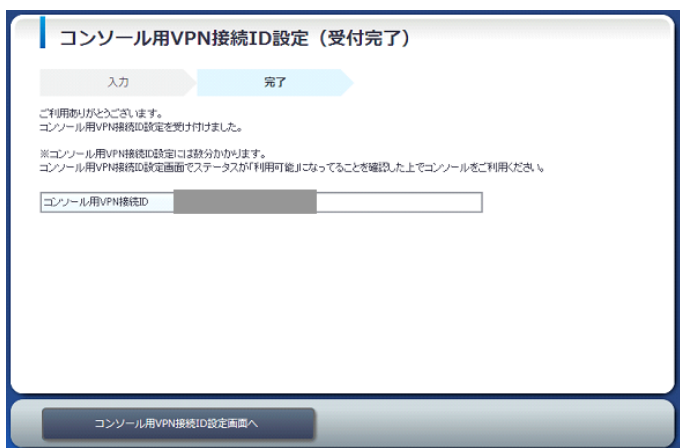 コンソール用VPN接続ID設定（受付完了）
入力
完了
ご利用ありがとうございます。
コンソール用VPN接続ID設定を受け付けました。
※コンソール用VPN接続ID設定には数分かかります。
コンソール用VPN接続ID設定画面でステータスが「利用可能」になってることを確認した上でコンソールをご利用ください。
コンソール用VPN接続ID
コンソール用VPN接続ID設定画面へ